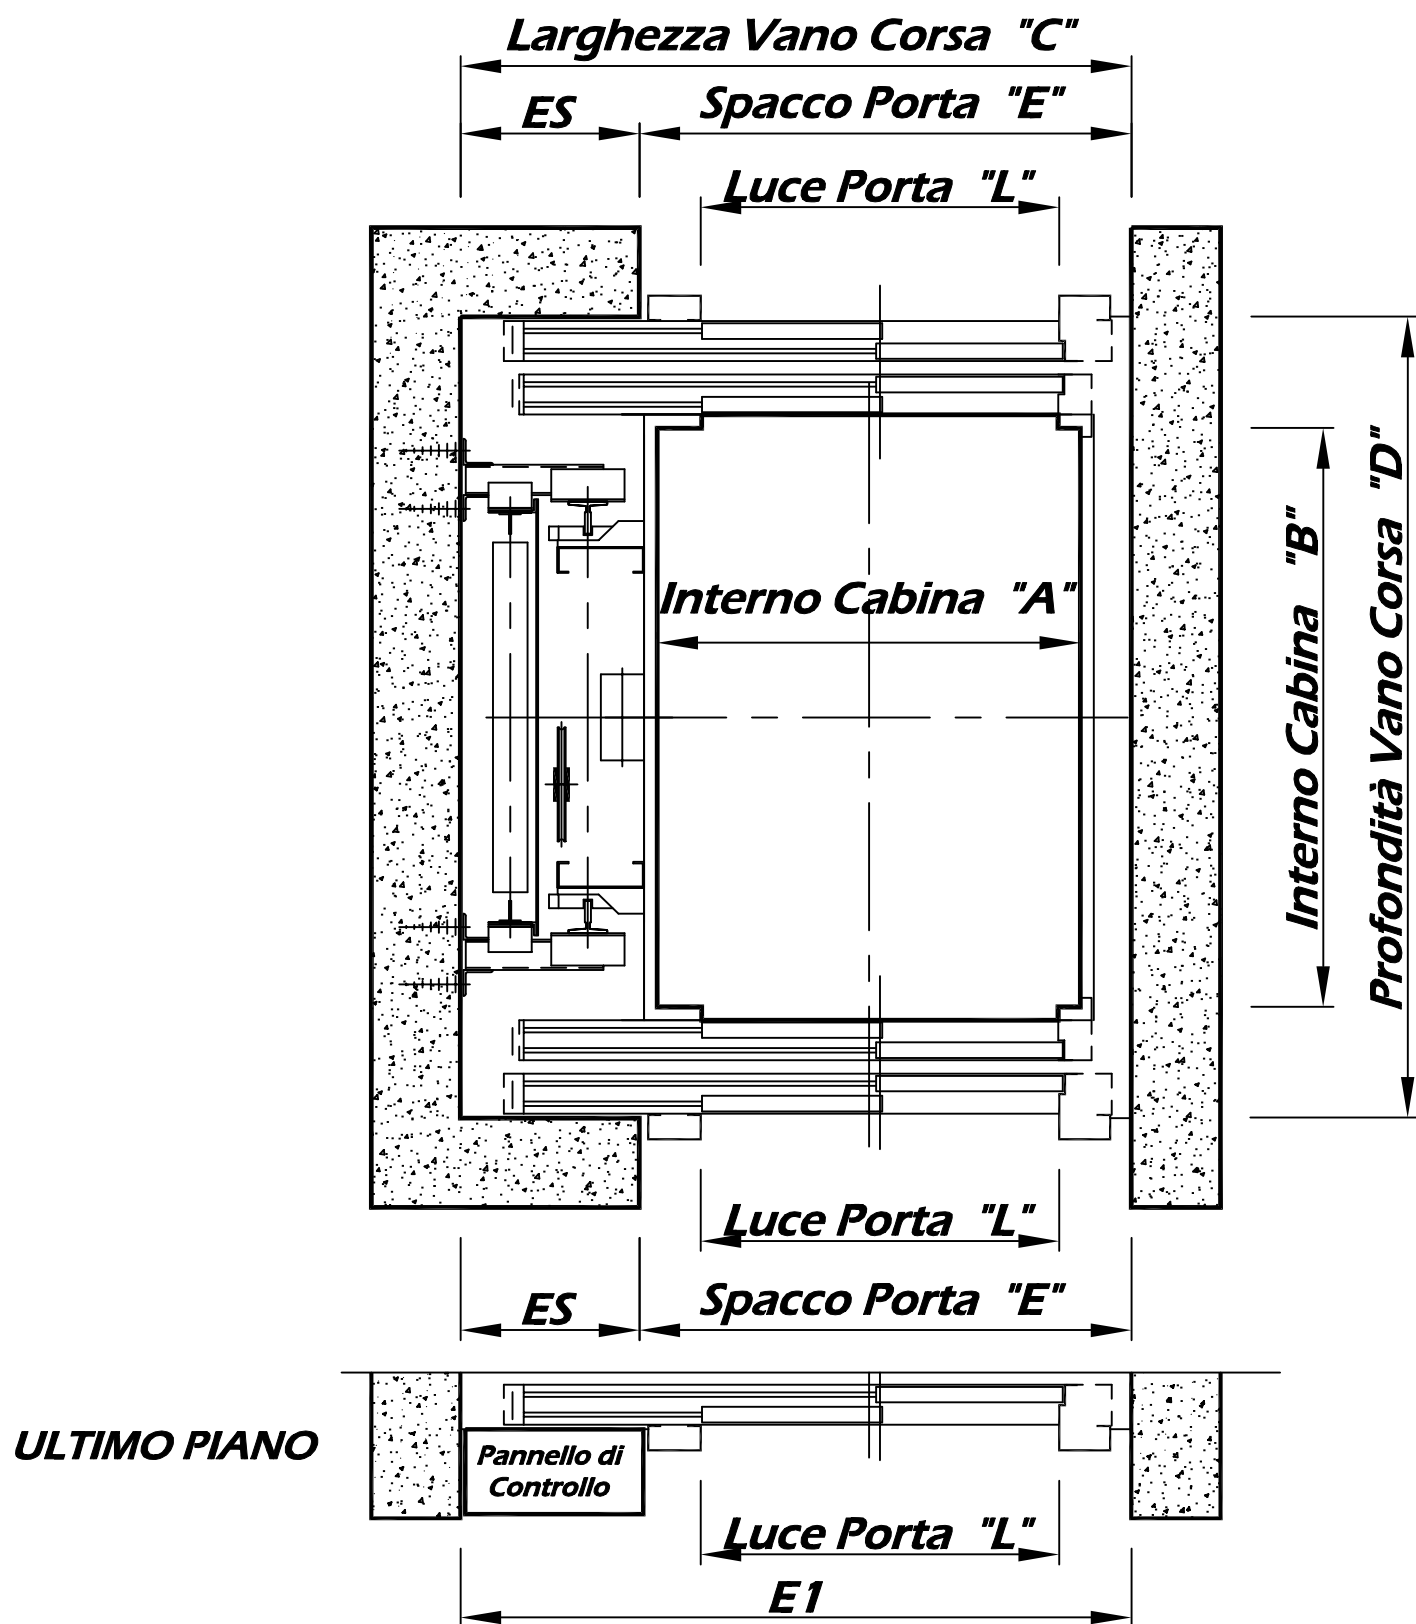 Larghezza Vano Corsa "C"
ES
Spacco Porta "E"
Luce Porta "L"
Interno Cabina "A"
Interno Cabina "B"
Profondità Vano Corsa "D"
Luce Porta "L"
ES
Spacco Porta "E"
ULTIMO PIANO
Pannello di
Controllo
Luce Porta "L"
E1